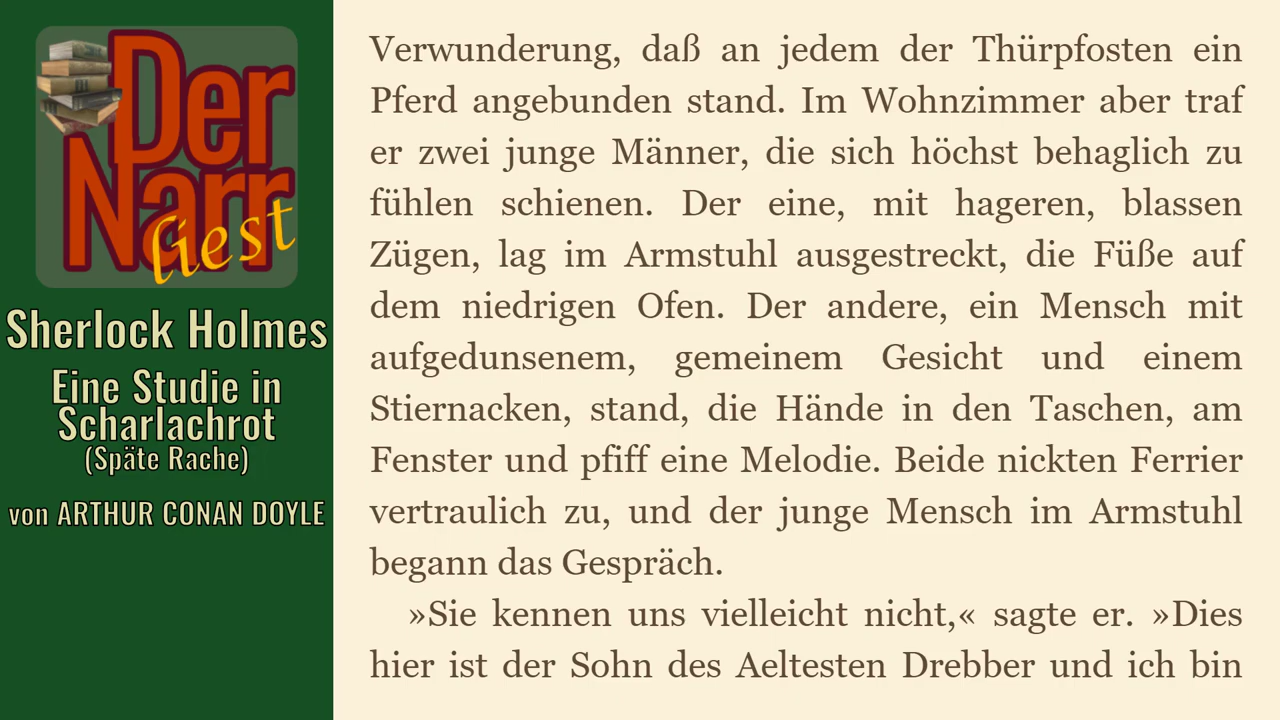 Der
Narr
liest
Sherlock Holmes
Eine Studie in
Scharlachrot
(Späte Rache)
von ARTHUR CONAN DOYLE
Verwunderung, daß an jedem der Thürpfosten ein
Pferd angebunden stand. Im Wohnzimmer aber traf
er zwei junge Männer, die sich höchst behaglich zu
fühlen schienen. Der eine, mit hageren, blassen
Zügen, lag im Armstuhl ausgestreckt, die Füße auf
dem niedrigen Ofen. Der andere, ein Mensch mit
aufgedunsenem, gemeinem Gesicht und einem
Stiernacken, stand, die Hände in den Taschen, am
Fenster und pfiff eine Melodie. Beide nickten Ferrier
vertraulich zu, und der junge Mensch im Armstuhl
begann das Gespräch.
»Sie kennen uns vielleicht nicht,« sagte er. »Dies
hier ist der Sohn des Aeltesten Drebber und ich bin